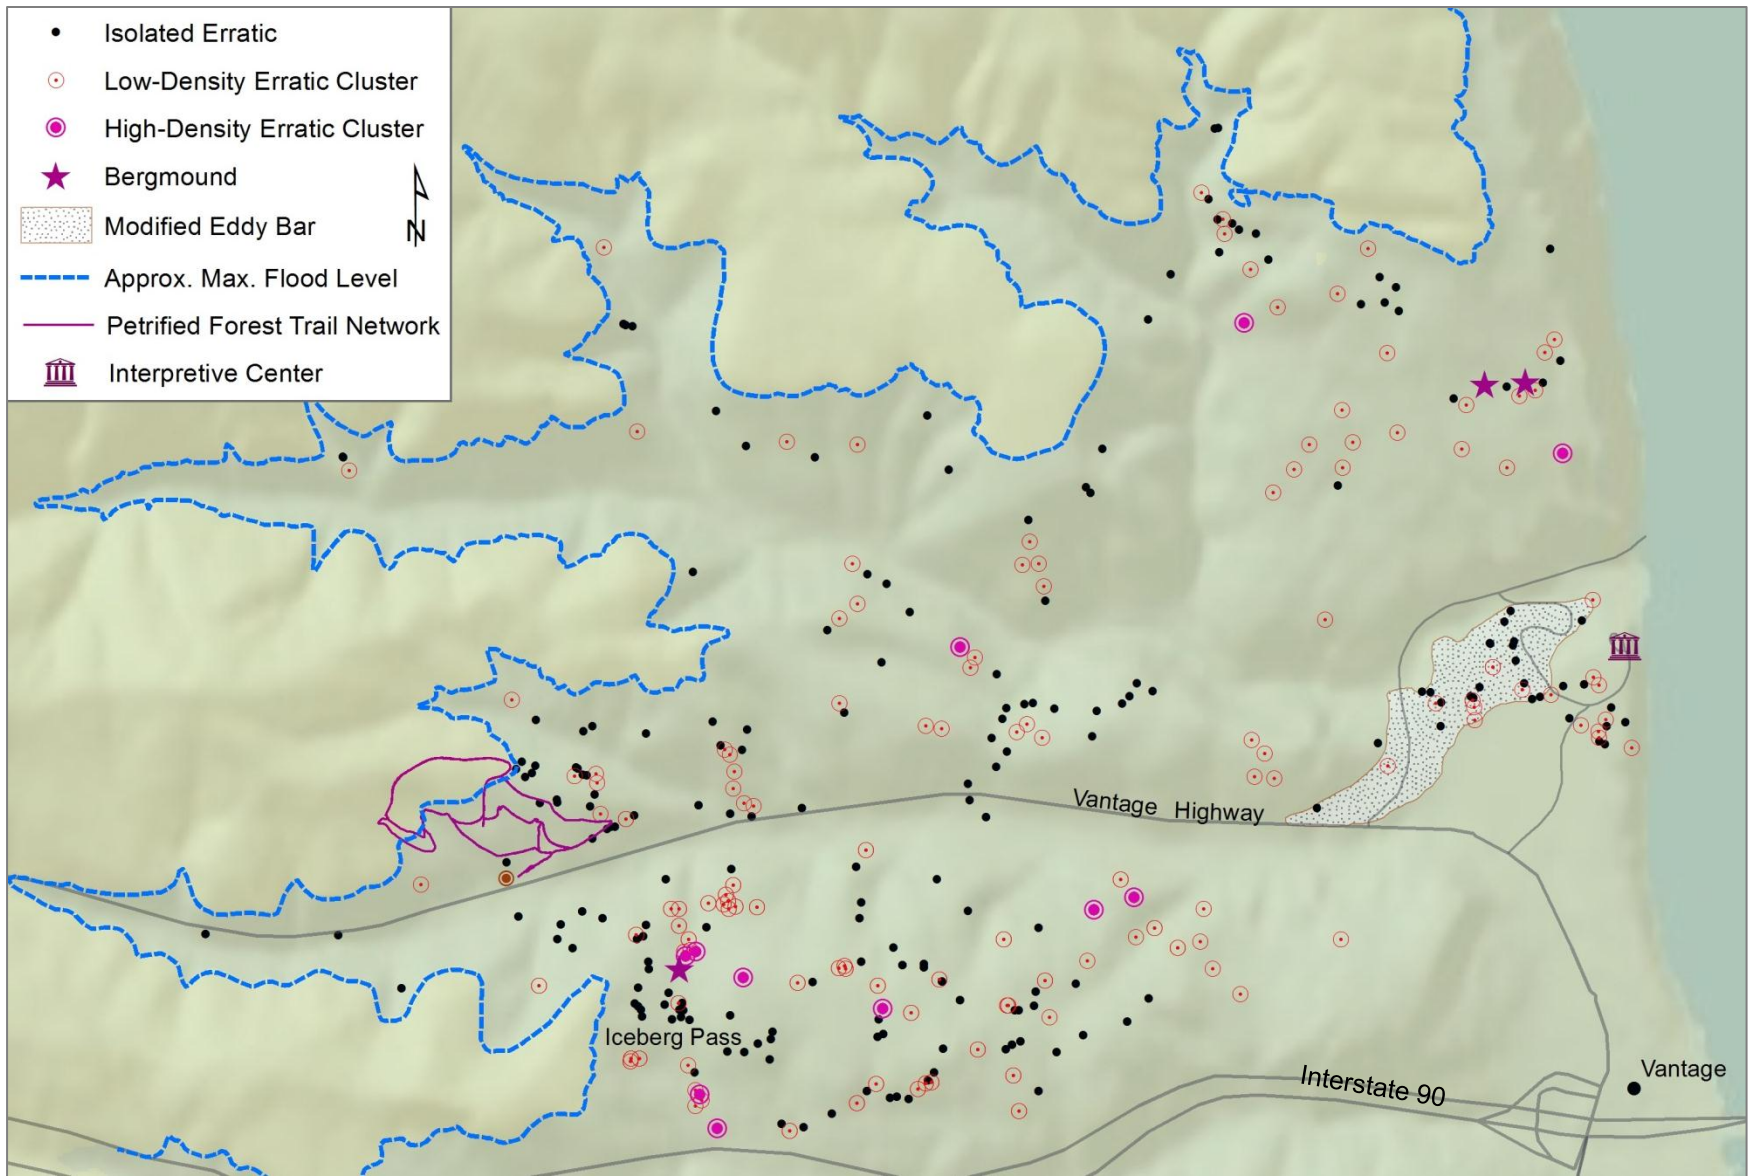 Isolated Erratic
Low-Density Erratic Cluster
High-Density Erratic Cluster
Bergmound
Modified Eddy Bar
N
Approx. Max. Flood Level
Petrified Forest Trail Network
Interpretive Center
Vantage Highway
Iceberg Pass
Interstate 90
Vantage